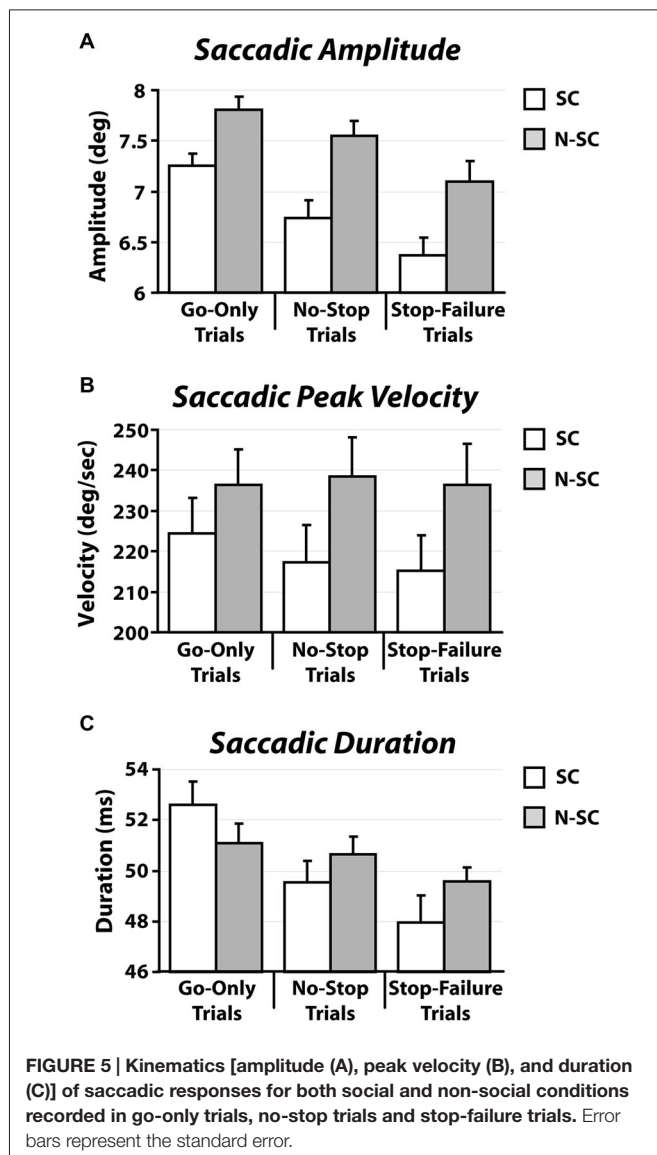 A
Saccadic Amplitude
8
7.5
7
6.5
6
Amplitude (deg)
SC
N-SC
Go-Only No-Stop Stop-Failure
Trials Trials Trials
B
Saccadic Peak Velocity
250
240
230
220
210
200
Velocity (deg/sec)
SC
N-SC
Go-Only No-Stop Stop-Failure
Trials Trials Trials
C
Saccadic Duration
54
52
50
48
46
Duration (ms)
SC
N-SC
Go-Only No-Stop Stop-Failure
Trials Trials Trials
FIGURE 5 | Kinematics [amplitude (A), peak velocity (B), and duration
(C)] of saccadic responses for both social and non-social conditions
recorded in go-only trials, no-stop trials and stop-failure trials. Error
bars represent the standard error.